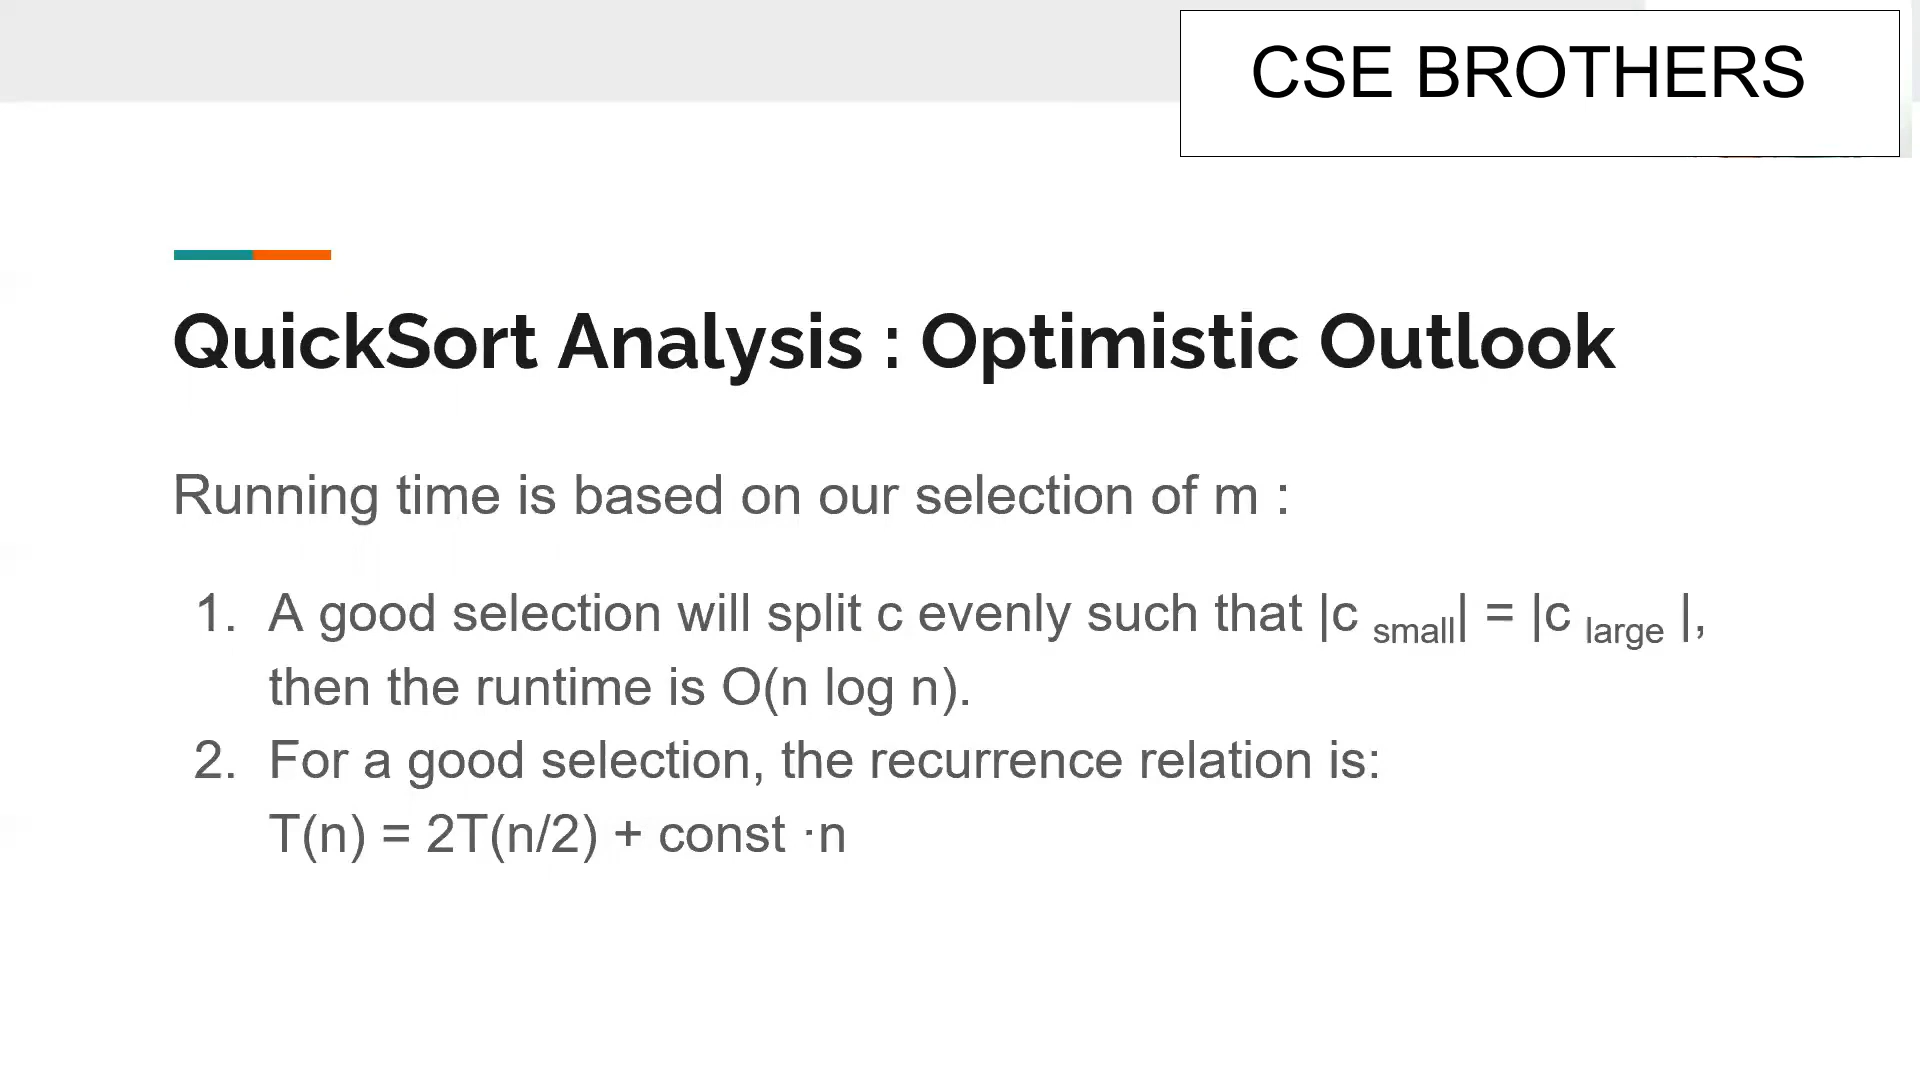 CSE BROTHERS
QuickSort Analysis : Optimistic Outlook
Running time is based on our selection of m :
1. A good selection will split c evenly such that |c small| = |c large |,
then the runtime is O(n log n).
2. For a good selection, the recurrence relation is:
T(n) = 2T(n/2) + const ·n